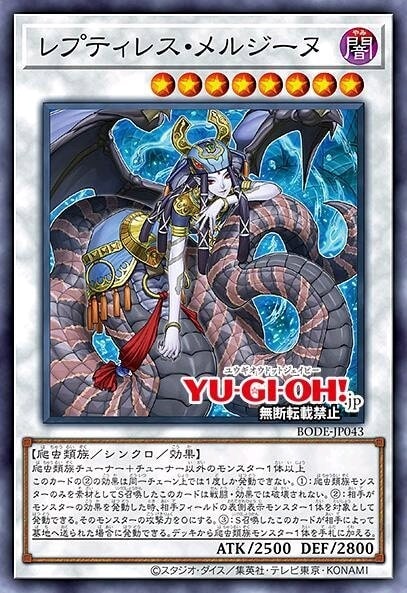 レプティレス・メルジーヌ
闇
やみ
ユウギオウドットジェイピー
YU-GI-OH!.jp
無断転載禁止
BODE-JP043
【爬虫類族／シンクロ／効果】
爬虫類族チューナー＋チューナー以外のモンスター1体以上
このカードの②の効果は同一チェーン上では1度しか発動できない。①：爬虫類族モンス
ターのみを素材としてS召喚したこのカードは戦闘・効果では破壊されない。②：相手が
モンスターの効果を発動した時、相手フィールドの表側表示モンスター1体を対象として
発動できる。そのモンスターの攻撃力を0にする。③：S召喚したこのカードが相手によって
墓地へ送られた場合に発動できる。デッキから爬虫類族モンスター1体を手札に加える。
ATK/2500 DEF/2800
©スタジオ・ダイス／集英社・テレビ東京・KONAMI